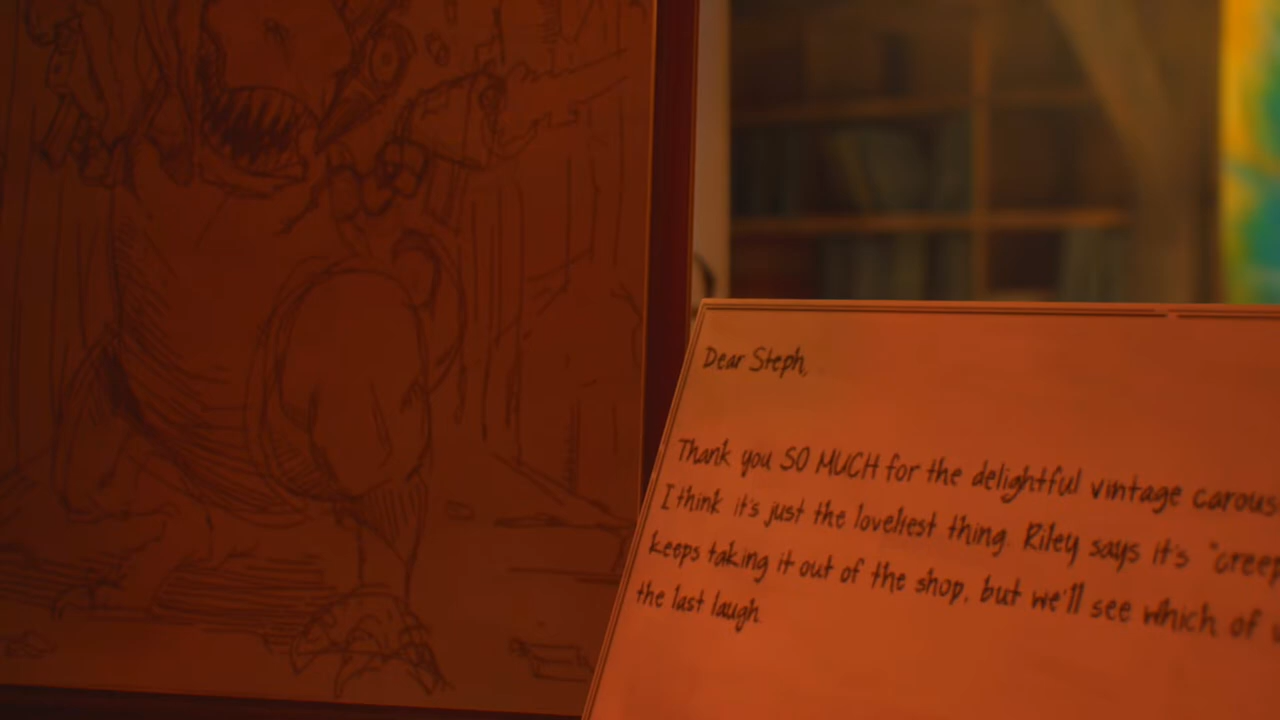 Dear Steph,
Thank you SO MUCH for the delightful vintage
I think it's just the loveliest thing. Riley says it's
keeps taking it out of the shop, but we'll see which of
the last laugh.